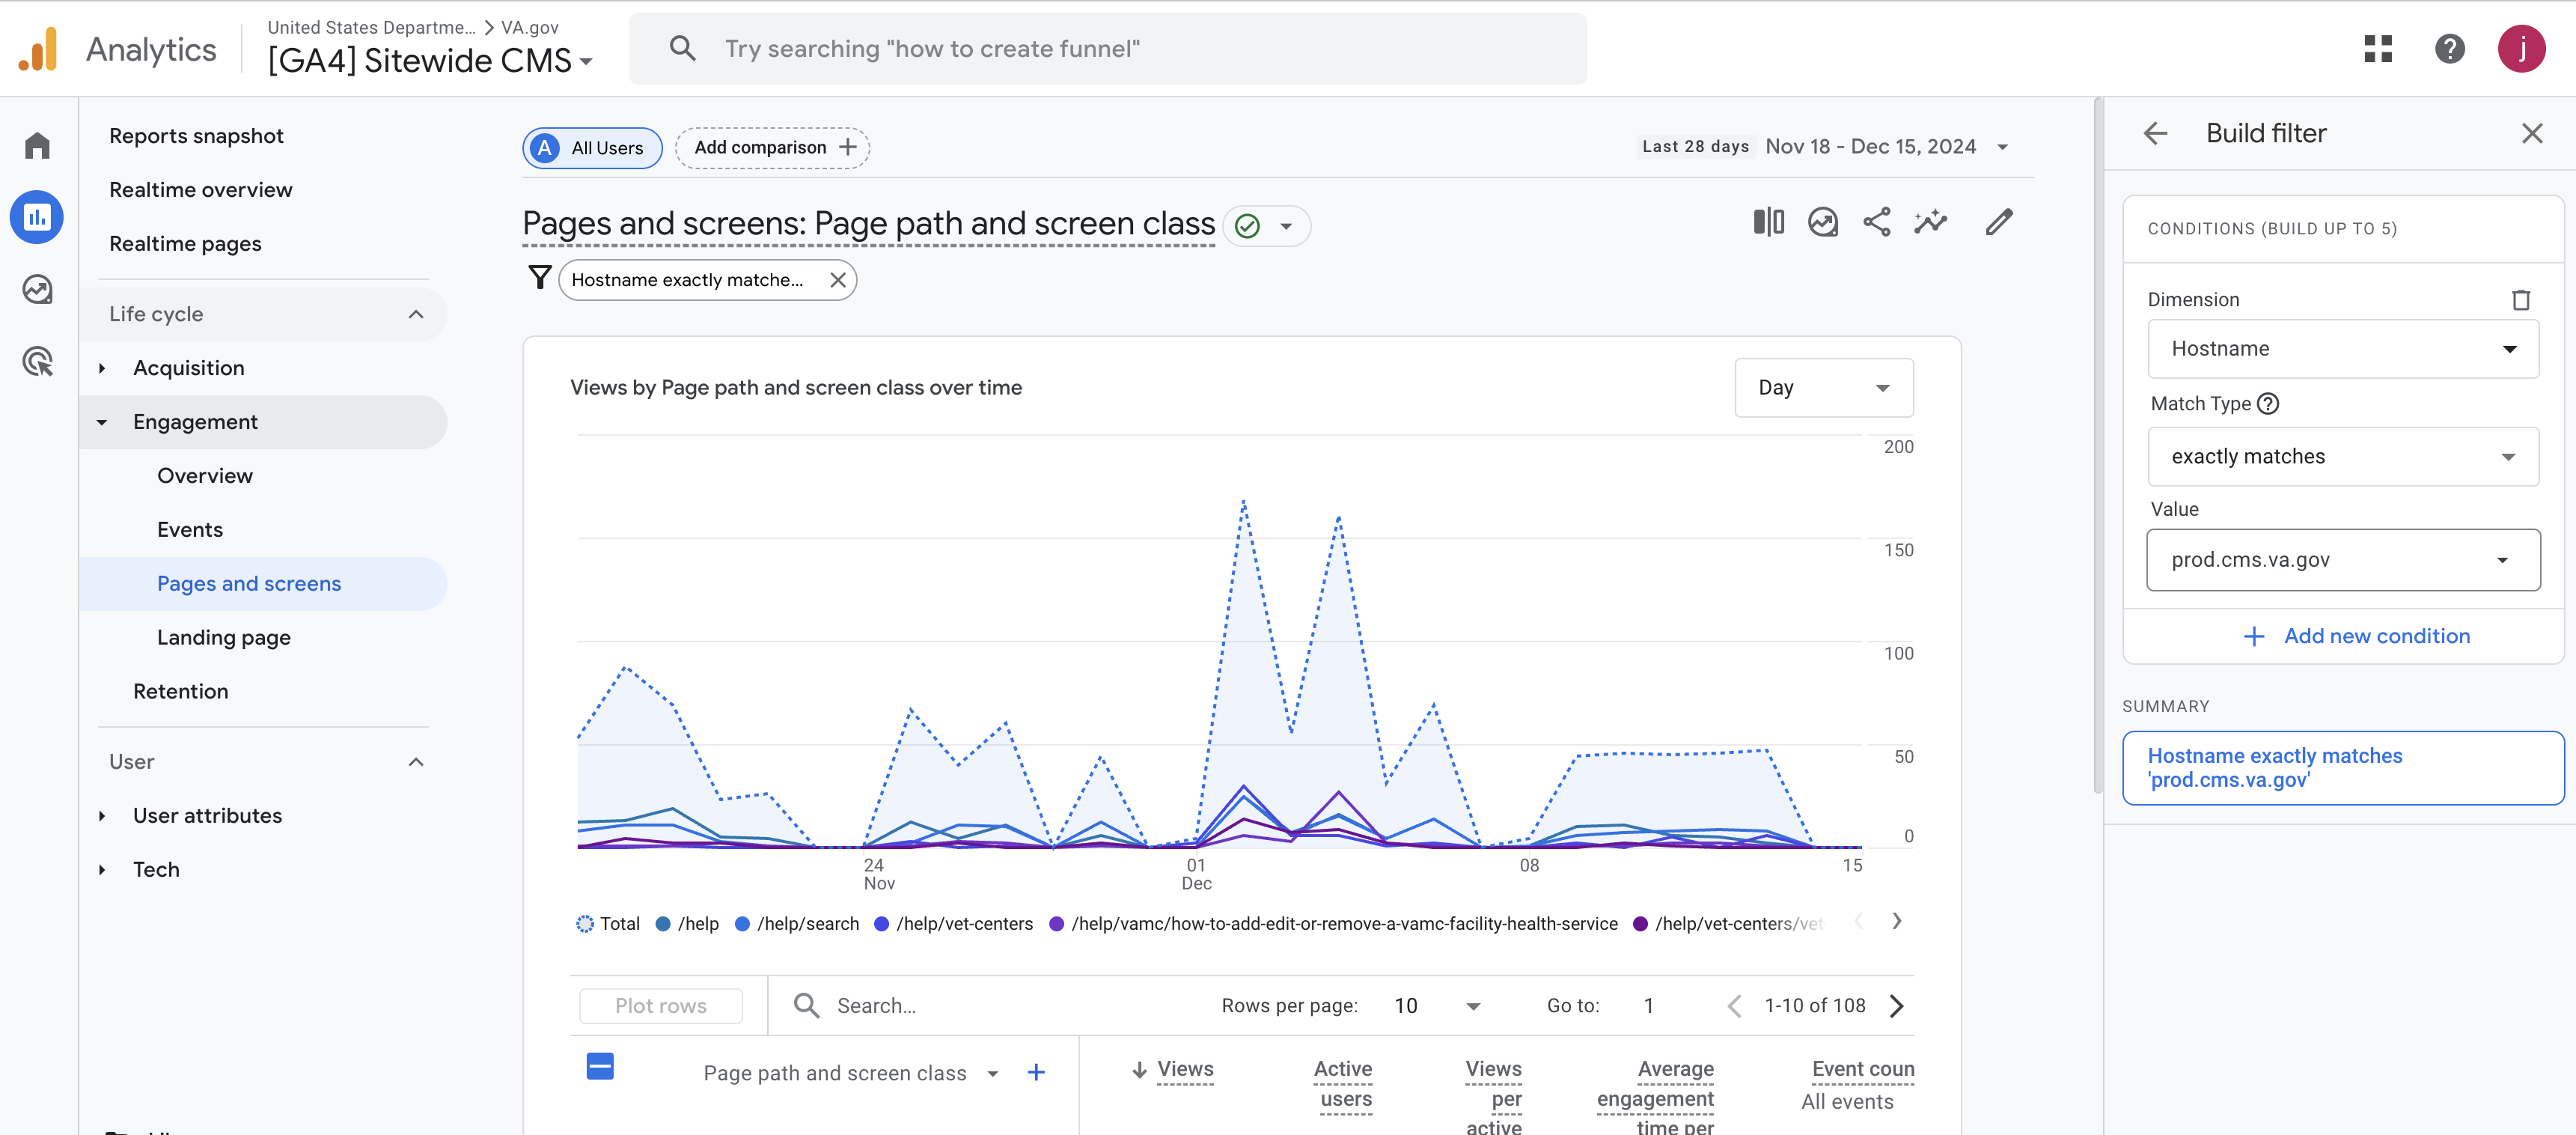 Analytics
United States Departme... > VA.gov
[GA4] Sitewide CMS
Try searching "how to create funnel"
j
Reports snapshot
Realtime overview
Realtime pages
Life cycle
Acquisition
Engagement
Overview
Events
Pages and screens
Landing page
Retention
User
User attributes
Tech
A All Users
Add comparison
Last 28 days Nov 18 - Dec 15, 2024
Pages and screens: Page path and screen class
Hostname exactly matche...
Views by Page path and screen class over time
Day
200
150
100
50
0
24
Nov
01
Dec
08
15
Total /help /help/search /help/vet-centers /help/vamc/how-to-add-edit-or-remove-a-vamc-facility-health-service /help/vet-centers/vet
Plot rows
Search...
Rows per page: 10
Go to: 1
1-10 of 108
Page path and screen class
Views
Active
users
Views
per
active
Average
engagement
time per
Event coun
All events
Build filter
CONDITIONS (BUILD UP TO 5)
Dimension
Hostname
Match Type
exactly matches
Value
prod.cms.va.gov
Add new condition
SUMMARY
Hostname exactly matches
'prod.cms.va.gov'